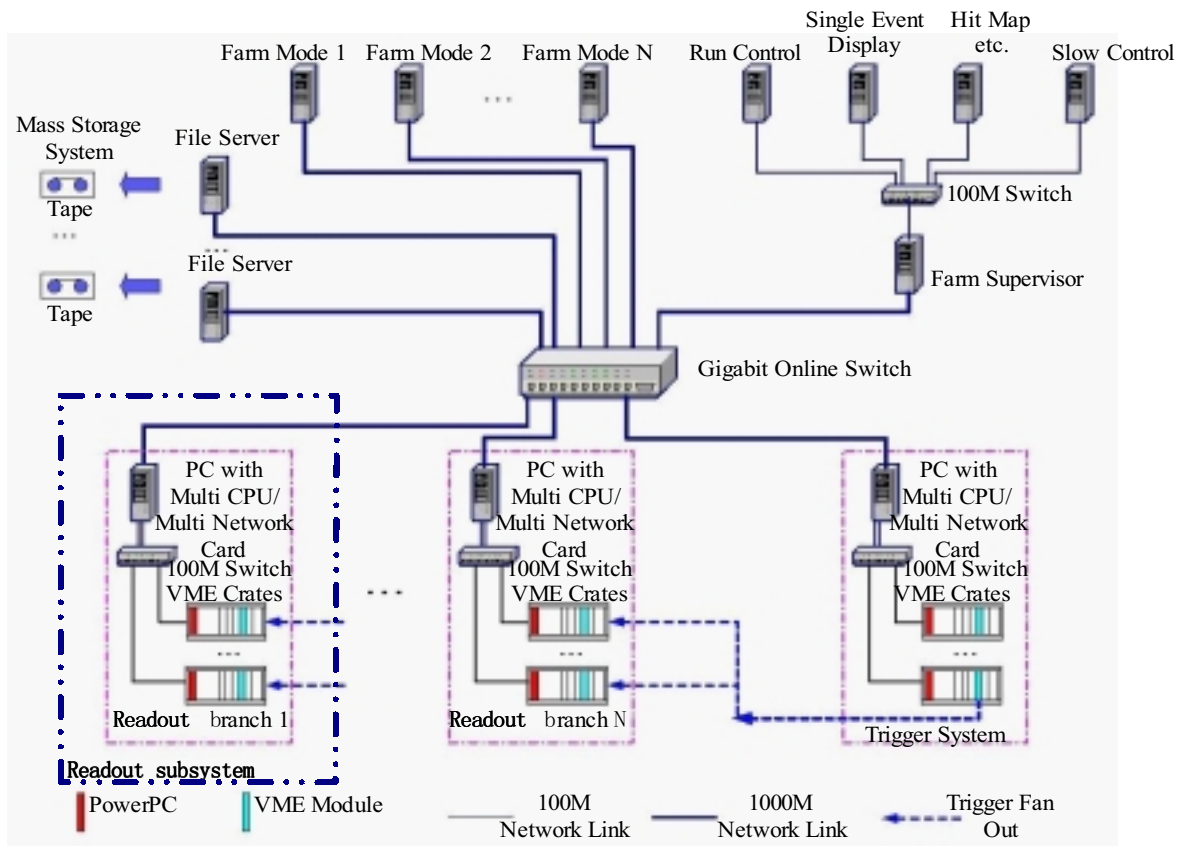 Single Event
Display
Hit Map
etc.
Farm Mode 1
Farm Mode 2
Farm Mode N
Run Control
Slow Control
...
Mass Storage
System
File Server
Tape
100M Switch
...
...
File Server
Farm Supervisor
Tape
Gigabit Online Switch
PC with
Multi CPU/
Multi Network
Card
100M Switch
VME Crates
...
Readout branch 1
Readout subsystem
...
PC with
Multi CPU/
Multi Network
Card
100M Switch
VME Crates
...
Readout branch N
PC with
Multi CPU/
Multi Network
Card
100M Switch
VME Crates
...
Trigger System
PowerPC
VME Module
100M
Network Link
1000M
Network Link
Trigger Fan
Out